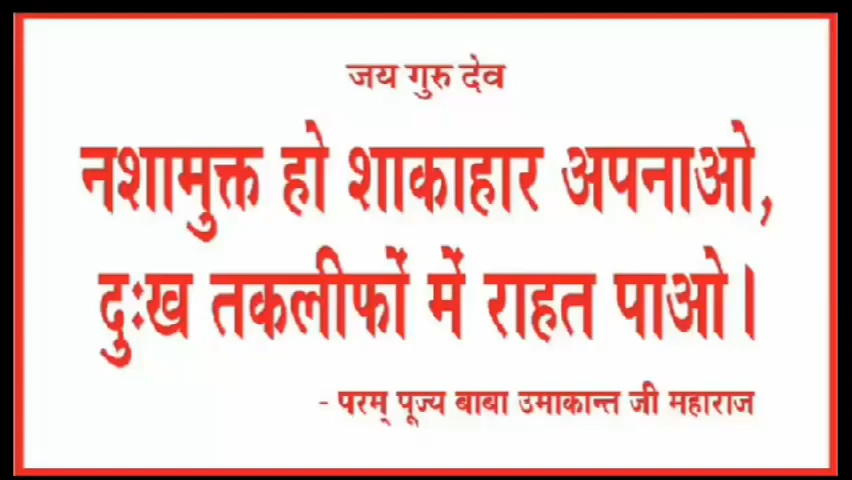 जय गुरु देव
नशामुक्त हो शाकाहार अपनाओ,
दुःख तकलीफों में राहत पाओ।
- परम् पूज्य बाबा उमाकान्त जी महाराज